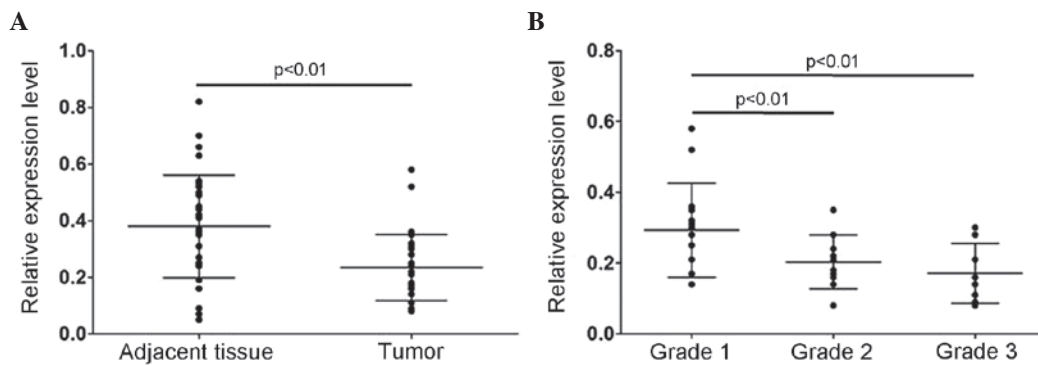 A
Relative expression level
1.0
0.8
0.6
0.4
0.2
0.0
p<0.01
Adjacent tissue
Tumor
B
Relative expression level
0.8
0.6
0.4
0.2
0.0
p<0.01
p<0.01
Grade 1
Grade 2
Grade 3